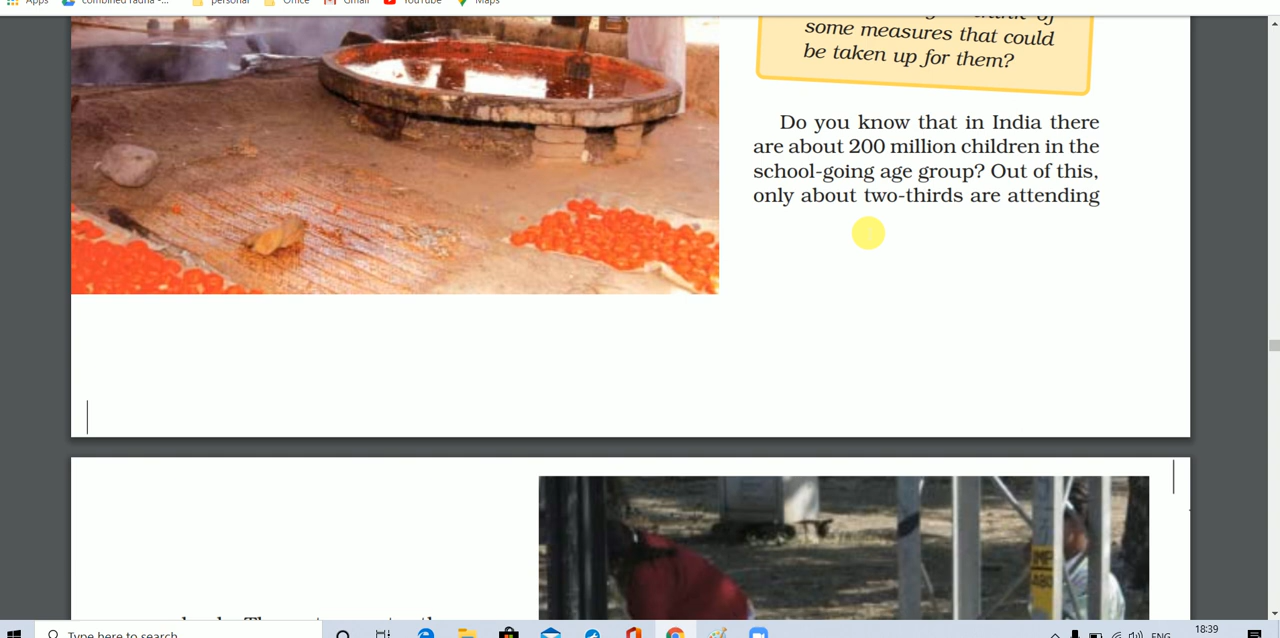 Apps
personal
Office
Gmail
YouTube
Maps
some measures that could
be taken up for them?
Do you know that in India there
are about 200 million children in the
school-going age group? Out of this,
only about two-thirds are attending
Type here to search
ENG
18:39